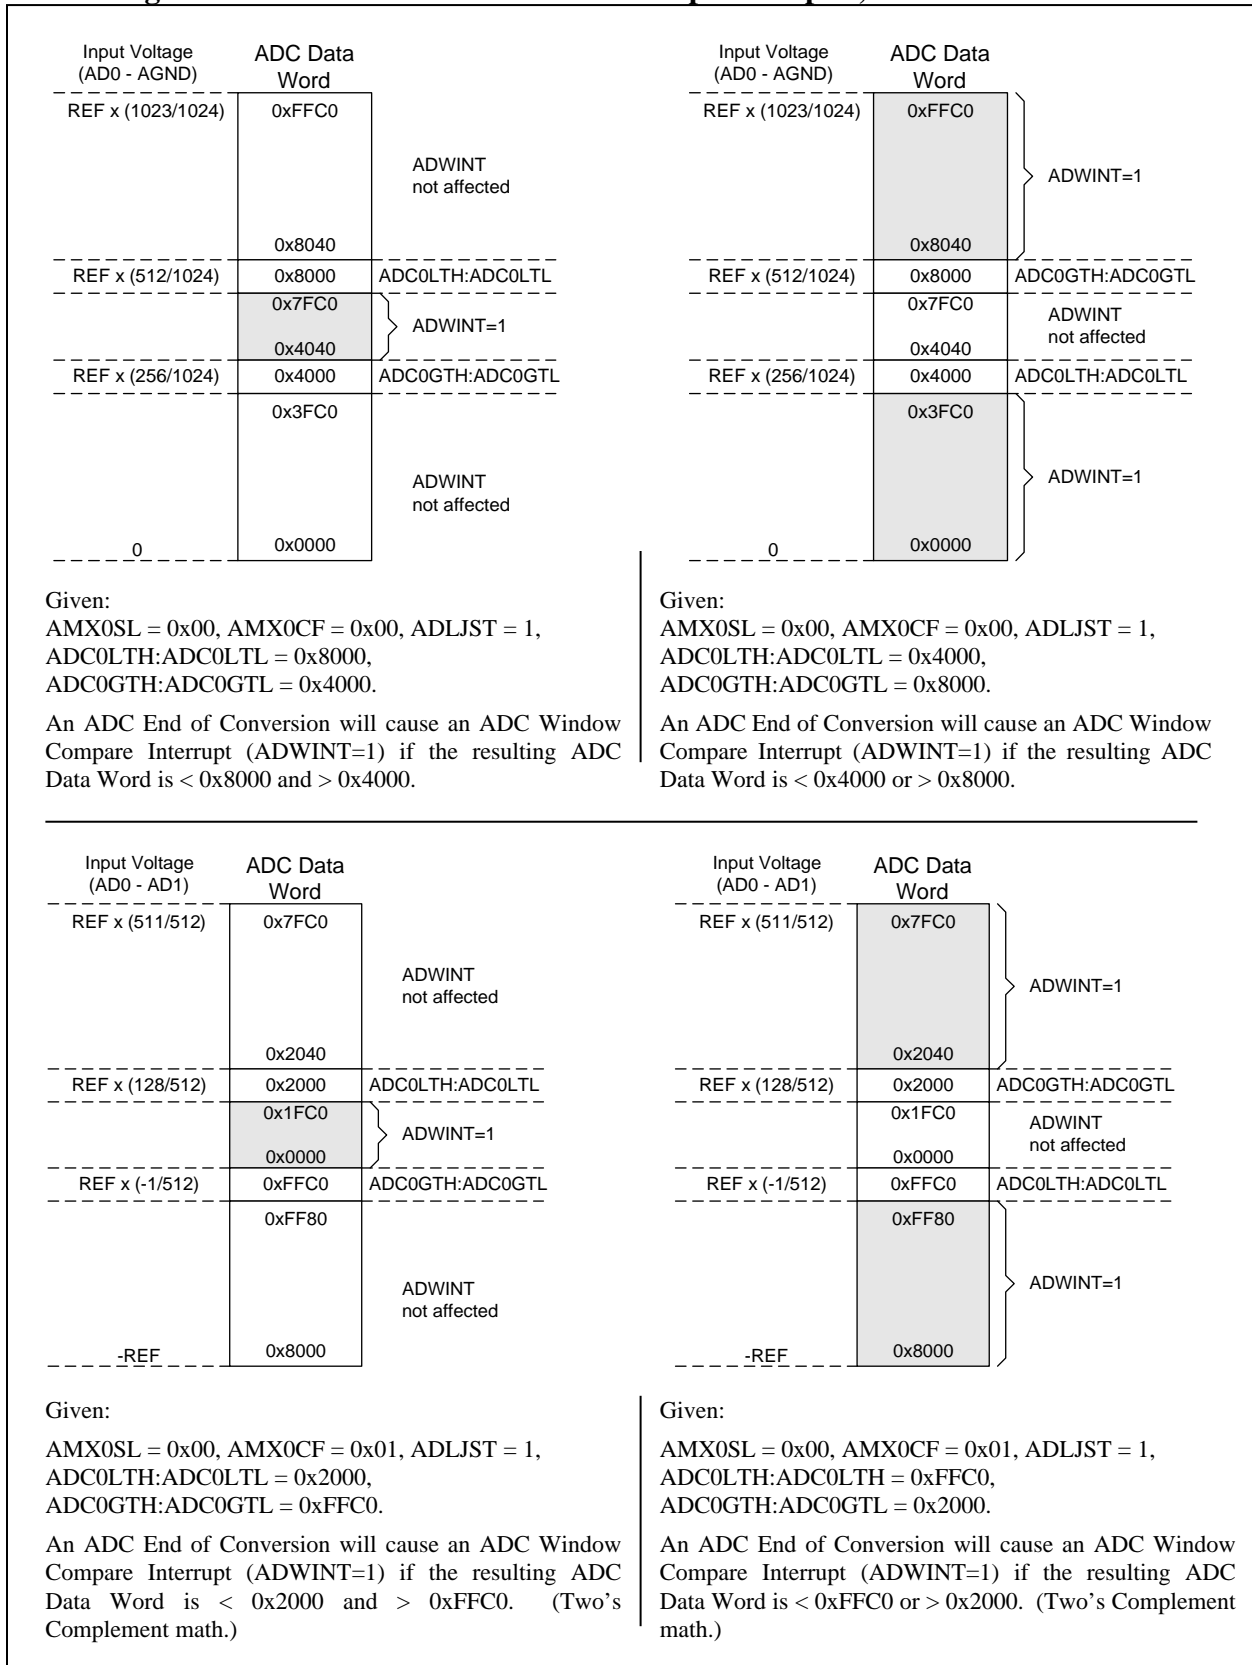 Input Voltage
(AD0 - AGND)
ADC Data
Word
REF x (1023/1024)
0xFFC0
ADWINT
not affected
0x8040
REF x (512/1024)
0x8000
ADC0LTH:ADC0LTL
0x7FC0
ADWINT=1
0x4040
REF x (256/1024)
0x4000
ADC0GTH:ADC0GTL
0x3FC0
ADWINT
not affected
0
0x0000
Given:
AMX0SL = 0x00, AMX0CF = 0x00, ADLJST = 1,
ADC0LTH:ADC0LTL = 0x8000,
ADC0GTH:ADC0GTL = 0x4000.
An ADC End of Conversion will cause an ADC Window
Compare Interrupt (ADWINT=1) if the resulting ADC
Data Word is < 0x8000 and > 0x4000.
Input Voltage
(AD0 - AGND)
ADC Data
Word
REF x (1023/1024)
0xFFC0
ADWINT=1
0x8040
REF x (512/1024)
0x8000
ADC0GTH:ADC0GTL
0x7FC0
ADWINT
not affected
0x4040
REF x (256/1024)
0x4000
ADC0LTH:ADC0LTL
0x3FC0
ADWINT=1
0
0x0000
Given:
AMX0SL = 0x00, AMX0CF = 0x00, ADLJST = 1,
ADC0LTH:ADC0LTL = 0x4000,
ADC0GTH:ADC0GTL = 0x8000.
An ADC End of Conversion will cause an ADC Window
Compare Interrupt (ADWINT=1) if the resulting ADC
Data Word is < 0x4000 or > 0x8000.
Input Voltage
(AD0 - AD1)
ADC Data
Word
REF x (511/512)
0x7FC0
ADWINT
not affected
0x2040
REF x (128/512)
0x2000
ADC0LTH:ADC0LTL
0x1FC0
ADWINT=1
0x0000
REF x (-1/512)
0xFFC0
ADC0GTH:ADC0GTL
0xFF80
ADWINT
not affected
-REF
0x8000
Given:
AMX0SL = 0x00, AMX0CF = 0x01, ADLJST = 1,
ADC0LTH:ADC0LTL = 0x2000,
ADC0GTH:ADC0GTL = 0xFFC0.
An ADC End of Conversion will cause an ADC Window
Compare Interrupt (ADWINT=1) if the resulting ADC
Data Word is < 0x2000 and > 0xFFC0. (Two's
Complement math.)
Input Voltage
(AD0 - AD1)
ADC Data
Word
REF x (511/512)
0x7FC0
ADWINT=1
0x2040
REF x (128/512)
0x2000
ADC0GTH:ADC0GTL
0x1FC0
ADWINT
not affected
0x0000
REF x (-1/512)
0xFFC0
ADC0LTH:ADC0LTL
0xFF80
ADWINT=1
-REF
0x8000
Given:
AMX0SL = 0x00, AMX0CF = 0x01, ADLJST = 1,
ADC0LTH:ADC0LTH = 0xFFC0,
ADC0GTH:ADC0GTL = 0x2000.
An ADC End of Conversion will cause an ADC Window
Compare Interrupt (ADWINT=1) if the resulting ADC
Data Word is < 0xFFC0 or > 0x2000. (Two's Complement
math.)